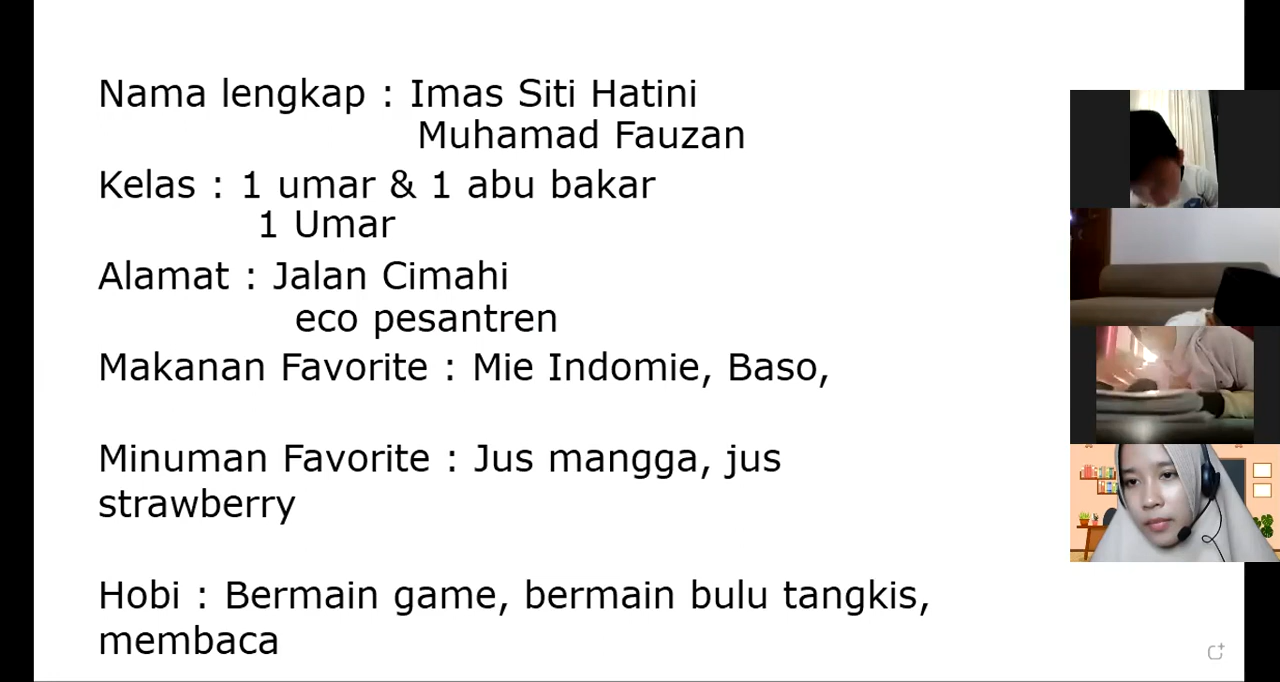 Nama lengkap : Imas Siti Hatini
Muhamad Fauzan
Kelas : 1 umar & 1 abu bakar
1 Umar
Alamat : Jalan Cimahi
eco pesantren
Makanan Favorite : Mie Indomie, Baso,
Minuman Favorite : Jus mangga, jus
strawberry
Hobi : Bermain game, bermain bulu tangkis,
membaca